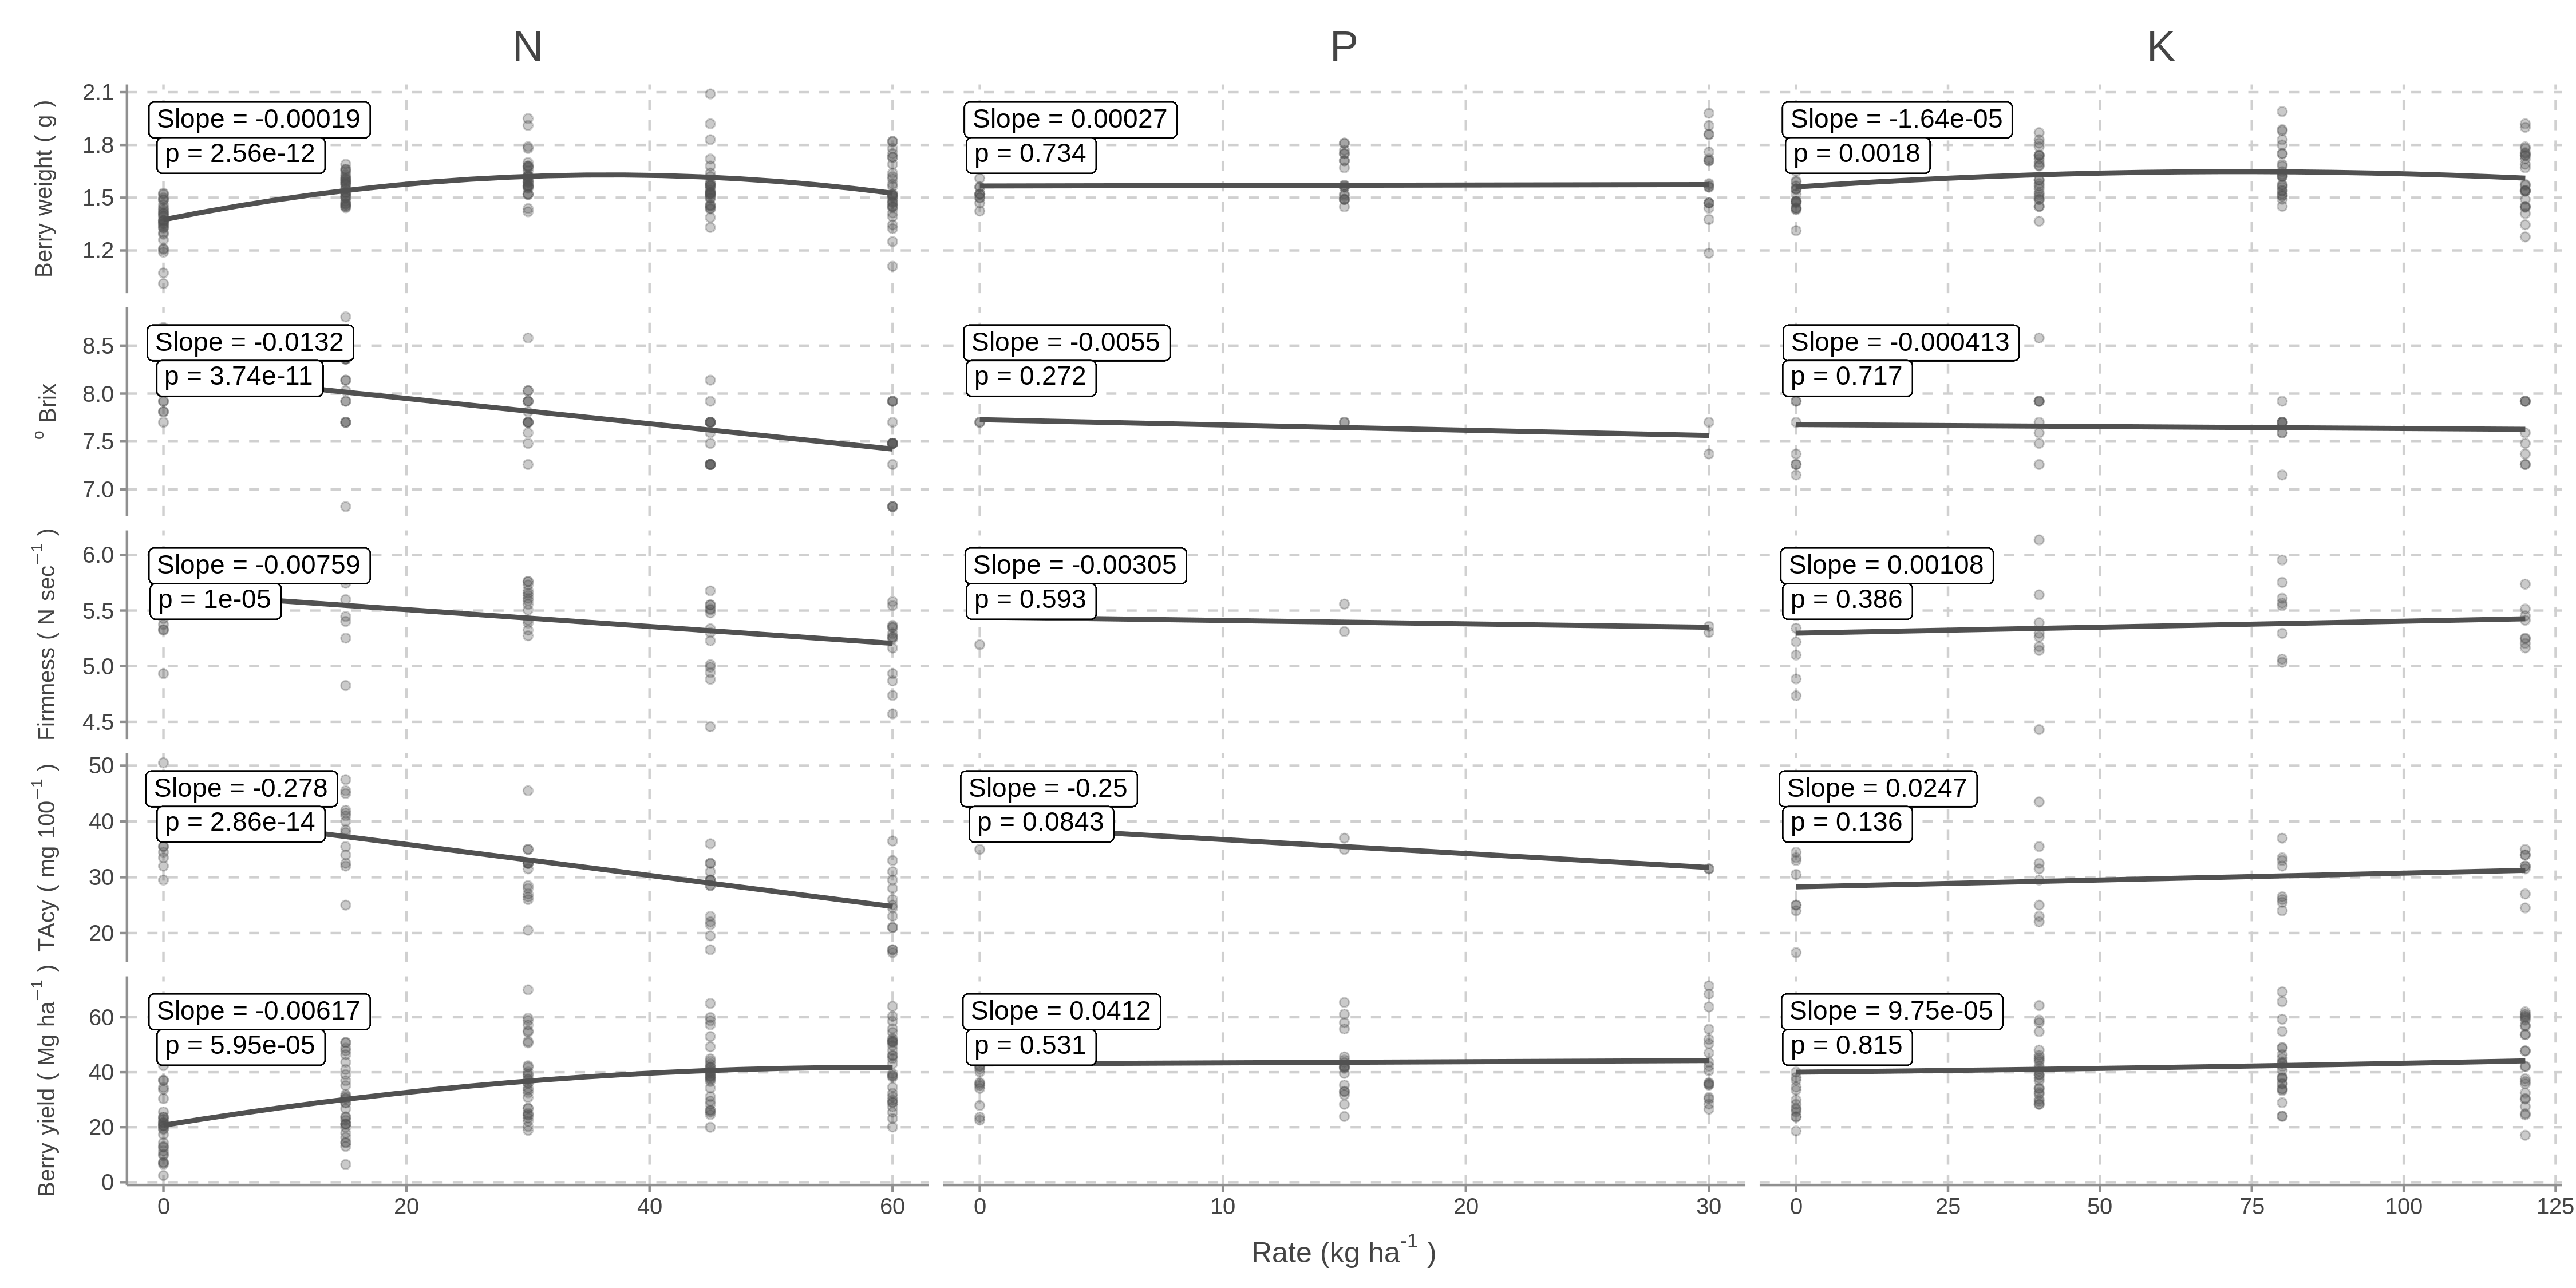 N P K
Berry weight ( g )
2.1
1.8
1.5
1.2
Slope = -0.00019
p = 2.56e-12
Slope = 0.00027
p = 0.734
Slope = -1.64e-05
p = 0.0018
o Brix
8.5
8.0
7.5
7.0
Slope = -0.0132
p = 3.74e-11
Slope = -0.0055
p = 0.272
Slope = -0.000413
p = 0.717
Firmness ( N sec−1 )
6.0
5.5
5.0
4.5
Slope = -0.00759
p = 1e-05
Slope = -0.00305
p = 0.593
Slope = 0.00108
p = 0.386
TAcy ( mg 100−1 )
50
40
30
20
Slope = -0.278
p = 2.86e-14
Slope = -0.25
p = 0.0843
Slope = 0.0247
p = 0.136
Berry yield ( Mg ha−1 )
60
40
20
0
Slope = -0.00617
p = 5.95e-05
Slope = 0.0412
p = 0.531
Slope = 9.75e-05
p = 0.815
0 20 40 60 0 10 20 30 0 25 50 75 100 125
Rate (kg ha-1 )